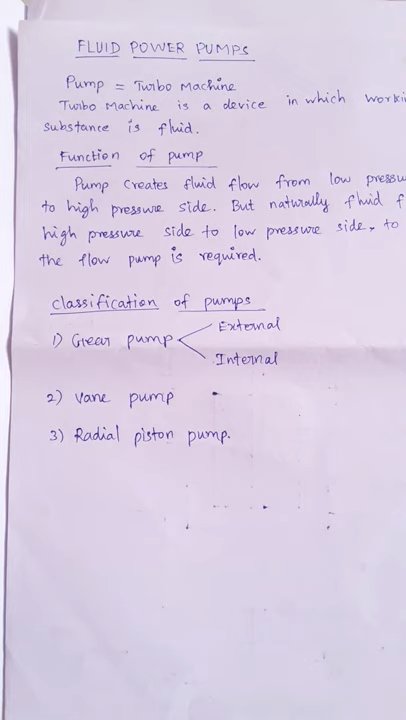 FLUID POWER PUMPS
Pump = Turbo Machine
Turbo Machine is a device in which
substance is fluid.
Function of pump
Pump creates fluid flow from low
to high pressure side. But naturally fluid
high pressure side to low pressure side, to
the flow pump is required.
Classification of pumps
1) Gear pump
External
Internal
2) Vane pump
3) Radial piston pump.